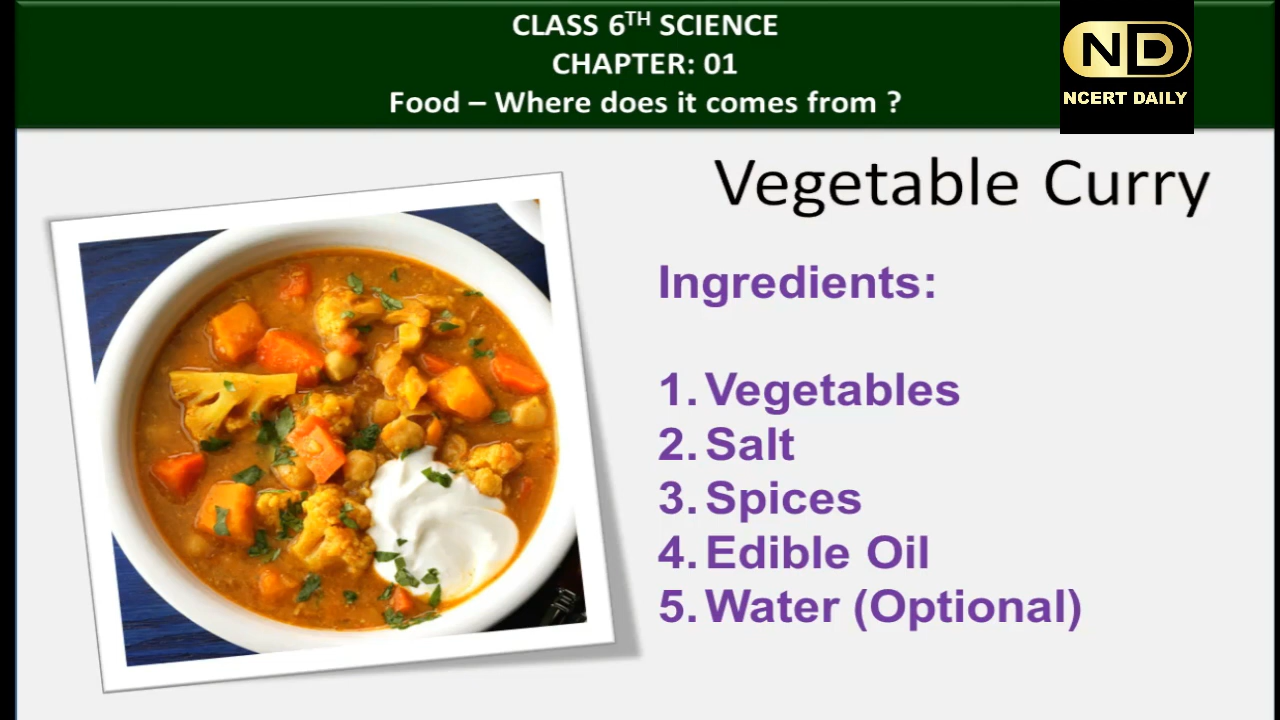 CLASS 6TH SCIENCE
CHAPTER: 01
Food – Where does it comes from ?
ND
NCERT DAILY
Vegetable Curry
Ingredients:
1. Vegetables
2. Salt
3. Spices
4. Edible Oil
5. Water (Optional)